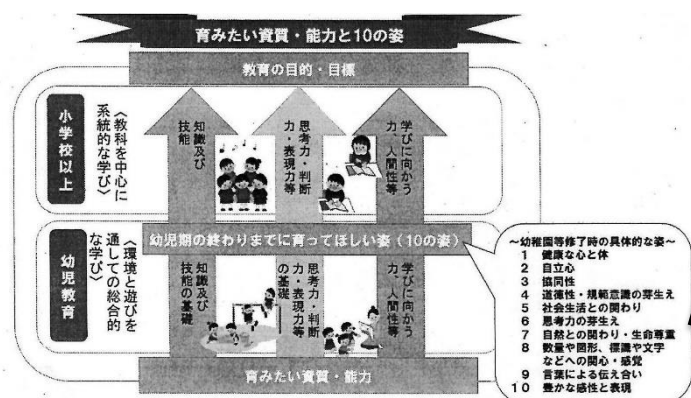 育みたい資質・能力と10の姿
教育の目的・目標
小学校以上
〈教科を中心に
系統的な学び〉
知識及び
技能
思考力・判断
力・表現力等
学びに向かう
力、人間性等
幼児期の終わりまでに育ってほしい姿（10の姿）
幼児教育
〈環境と遊びを
通しての総合的
な学び〉
知識及び
技能の基礎
思考力・判断
力・表現力等
の基礎
学びに向かう
力、人間性等
育みたい資質・能力
～幼稚園等修了時の具体的な姿～
1 健康な心と体
2 自立心
3 協同性
4 道徳性・規範意識の芽生え
5 社会生活との関わり
6 思考力の芽生え
7 自然との関わり・生命尊重
8 数量や図形、標識や文字
などへの関心・感覚
9 言葉による伝え合い
10 豊かな感性と表現